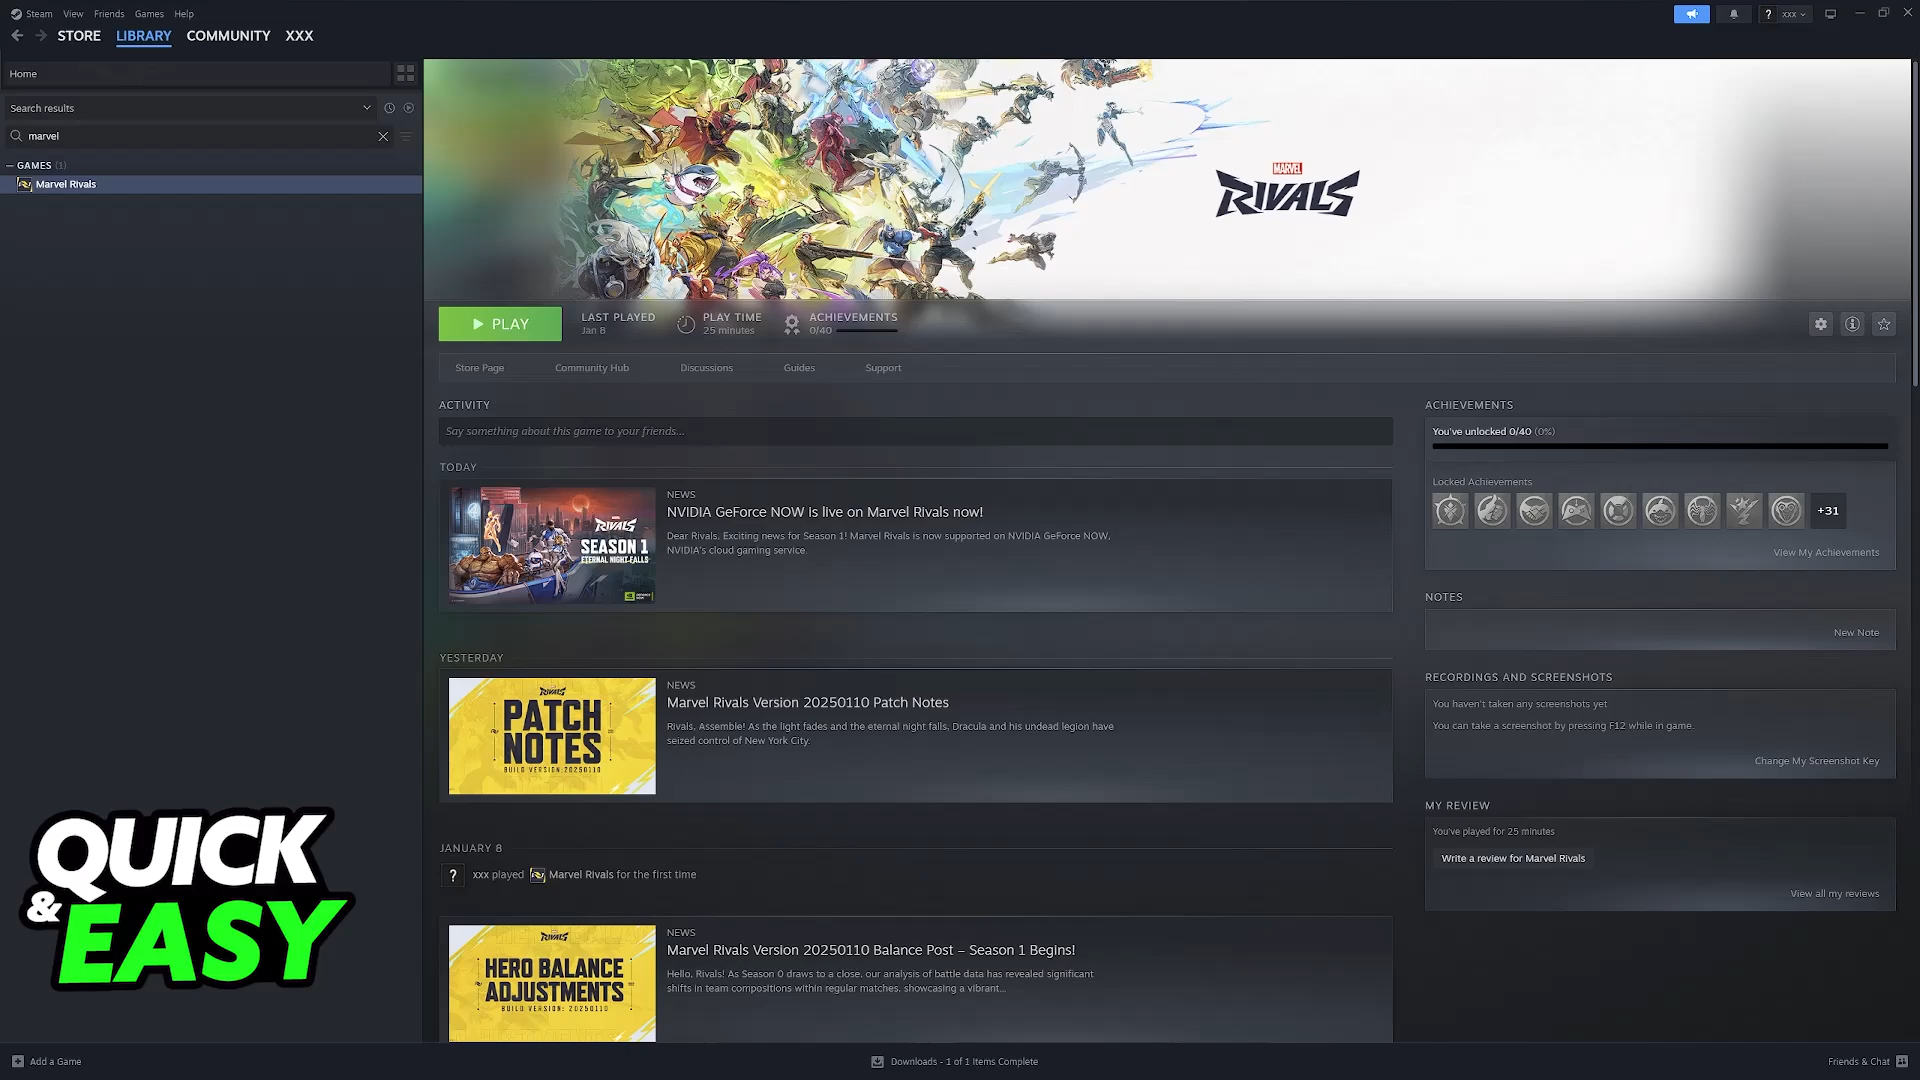 Steam View Friends Games Help
? xxx
STORE LIBRARY COMMUNITY XXX
Home
Search results
marvel
GAMES (1)
Marvel Rivals
MARVEL
RIVALS
PLAY
LAST PLAYED
Jan 8
PLAY TIME
25 minutes
ACHIEVEMENTS
0/40
Store Page Community Hub Discussions Guides Support
ACTIVITY
Say something about this game to your friends...
TODAY
RIVALS
SEASON 1
ETERNAL NIGHT FALLS
NEWS
NVIDIA GeForce NOW is live on Marvel Rivals now!
Dear Rivals, Exciting news for Season 1! Marvel Rivals is now supported on NVIDIA GeForce NOW,
NVIDIA's cloud gaming service.
YESTERDAY
RIVALS
PATCH
NOTES
BUILD VERSION:20250110
NEWS
Marvel Rivals Version 20250110 Patch Notes
Rivals, Assemble! As the light fades and the eternal night falls, Dracula and his undead legion have
seized control of New York City.
JANUARY 8
? xxx played Marvel Rivals for the first time
RIVALS
HERO BALANCE
ADJUSTMENTS
BUILD VERSION: 20250110
NEWS
Marvel Rivals Version 20250110 Balance Post – Season 1 Begins!
Hello, Rivals! As Season 0 draws to a close, our analysis of battle data has revealed significant
shifts in team compositions within regular matches, showcasing a vibrant...
ACHIEVEMENTS
You've unlocked 0/40 (0%)
Locked Achievements
+31
View My Achievements
NOTES
New Note
RECORDINGS AND SCREENSHOTS
You haven't taken any screenshots yet
You can take a screenshot by pressing F12 while in game.
Change My Screenshot Key
MY REVIEW
You've played for 25 minutes
Write a review for Marvel Rivals
View all my reviews
QUICK
& EASY
Add a Game
Downloads - 1 of 1 Items Complete
Friends & Chat